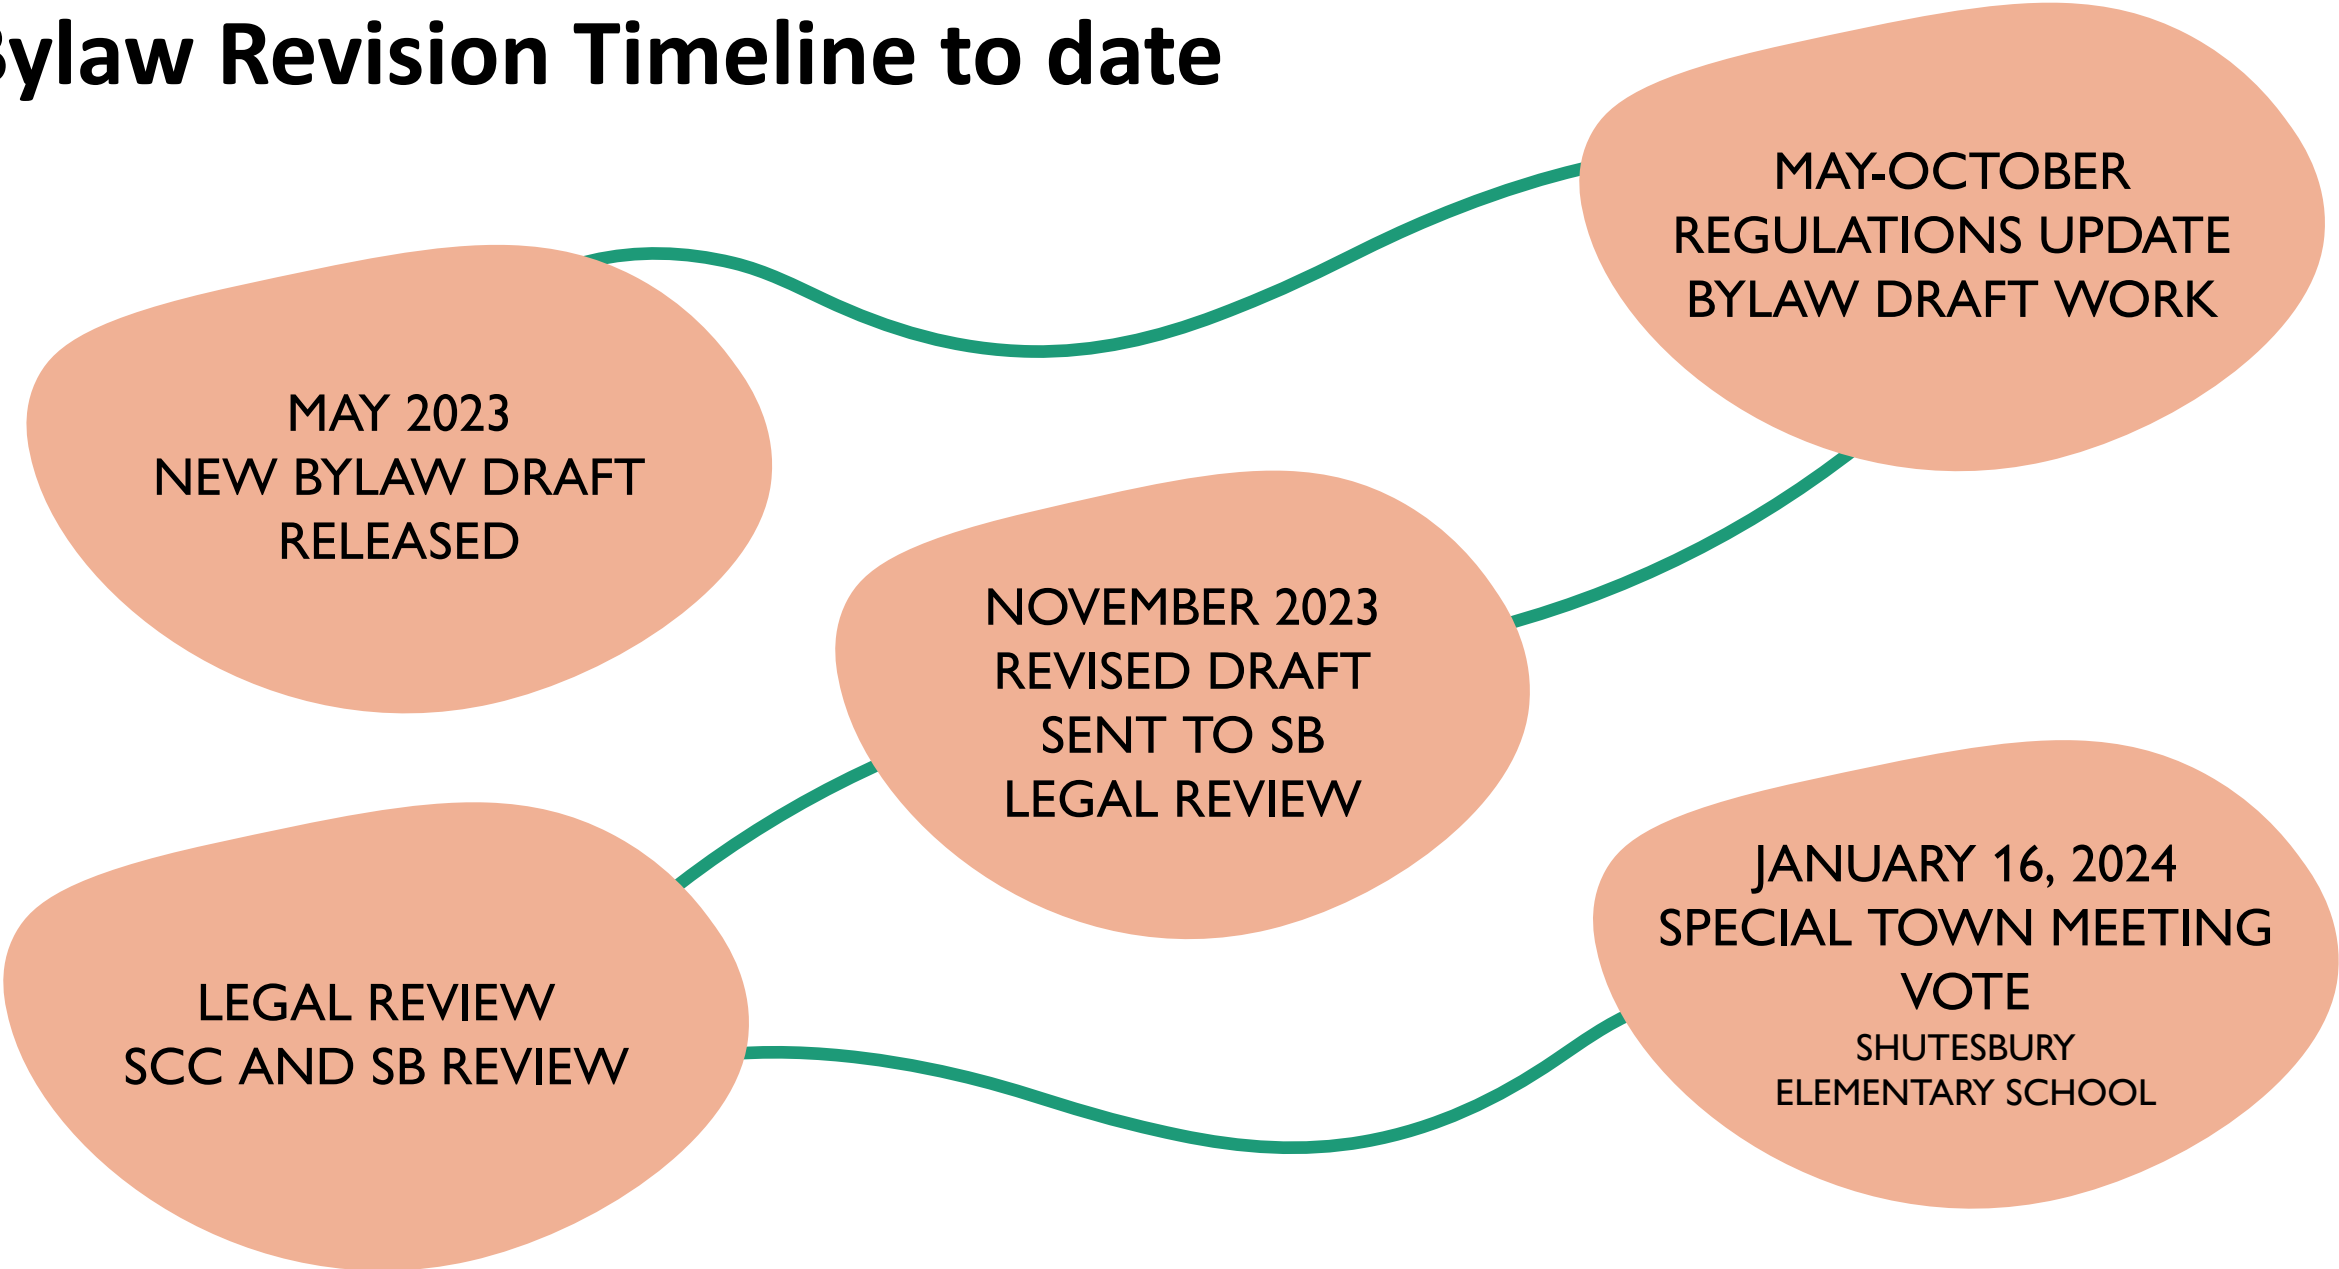 Bylaw Revision Timeline to date
MAY 2023
NEW BYLAW DRAFT
RELEASED
MAY-OCTOBER
REGULATIONS UPDATE
BYLAW DRAFT WORK
NOVEMBER 2023
REVISED DRAFT
SENT TO SB
LEGAL REVIEW
LEGAL REVIEW
SCC AND SB REVIEW
JANUARY 16, 2024
SPECIAL TOWN MEETING
VOTE
SHUTESBURY
ELEMENTARY SCHOOL